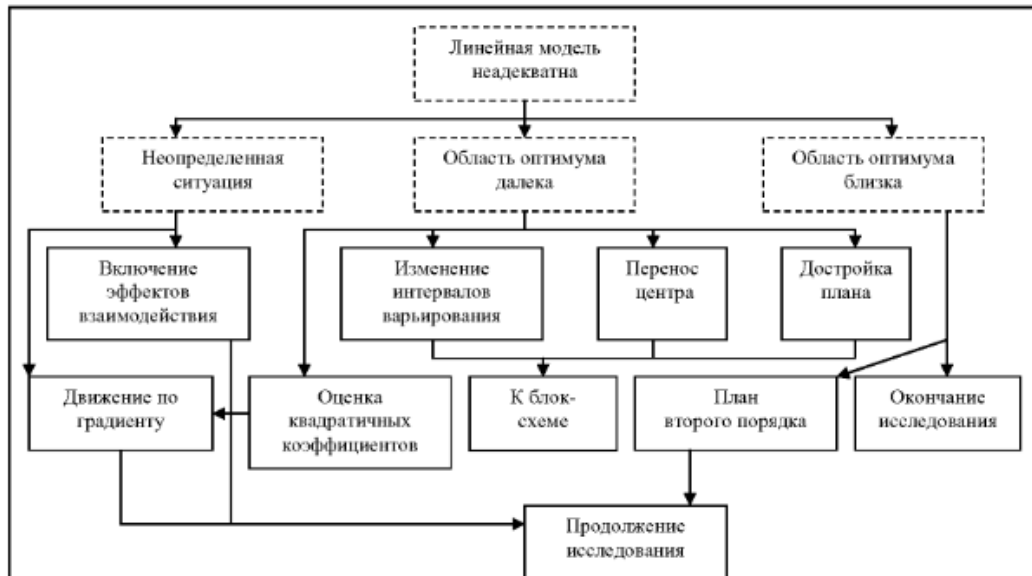 Линейная модель
неадекватна
Неопределенная
ситуация
Область оптимума
далека
Область оптимума
близка
Включение
эффектов
взаимодействия
Изменение
интервалов
варьирования
Перенос
центра
Достройка
плана
Движение по
градиенту
Оценка
квадратичных
коэффициентов
К блок-
схеме
План
второго порядка
Окончание
исследования
Продолжение
исследования